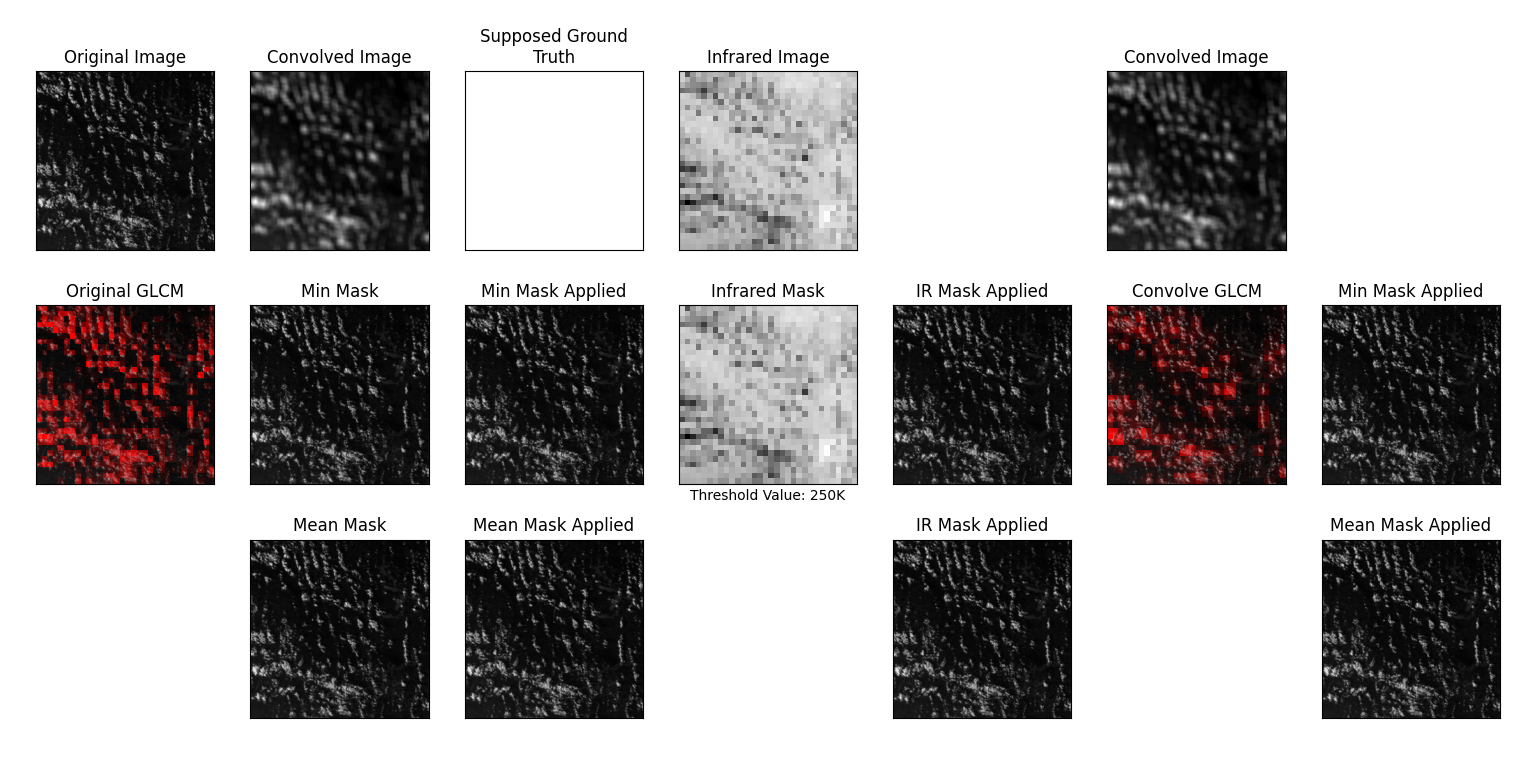 Original Image
Convolved Image
Supposed Ground
Truth
Infrared Image
Convolved Image
Original GLCM
Min Mask
Min Mask Applied
Infrared Mask
IR Mask Applied
Convolve GLCM
Min Mask Applied
Threshold Value: 250K
Mean Mask
Mean Mask Applied
IR Mask Applied
Mean Mask Applied